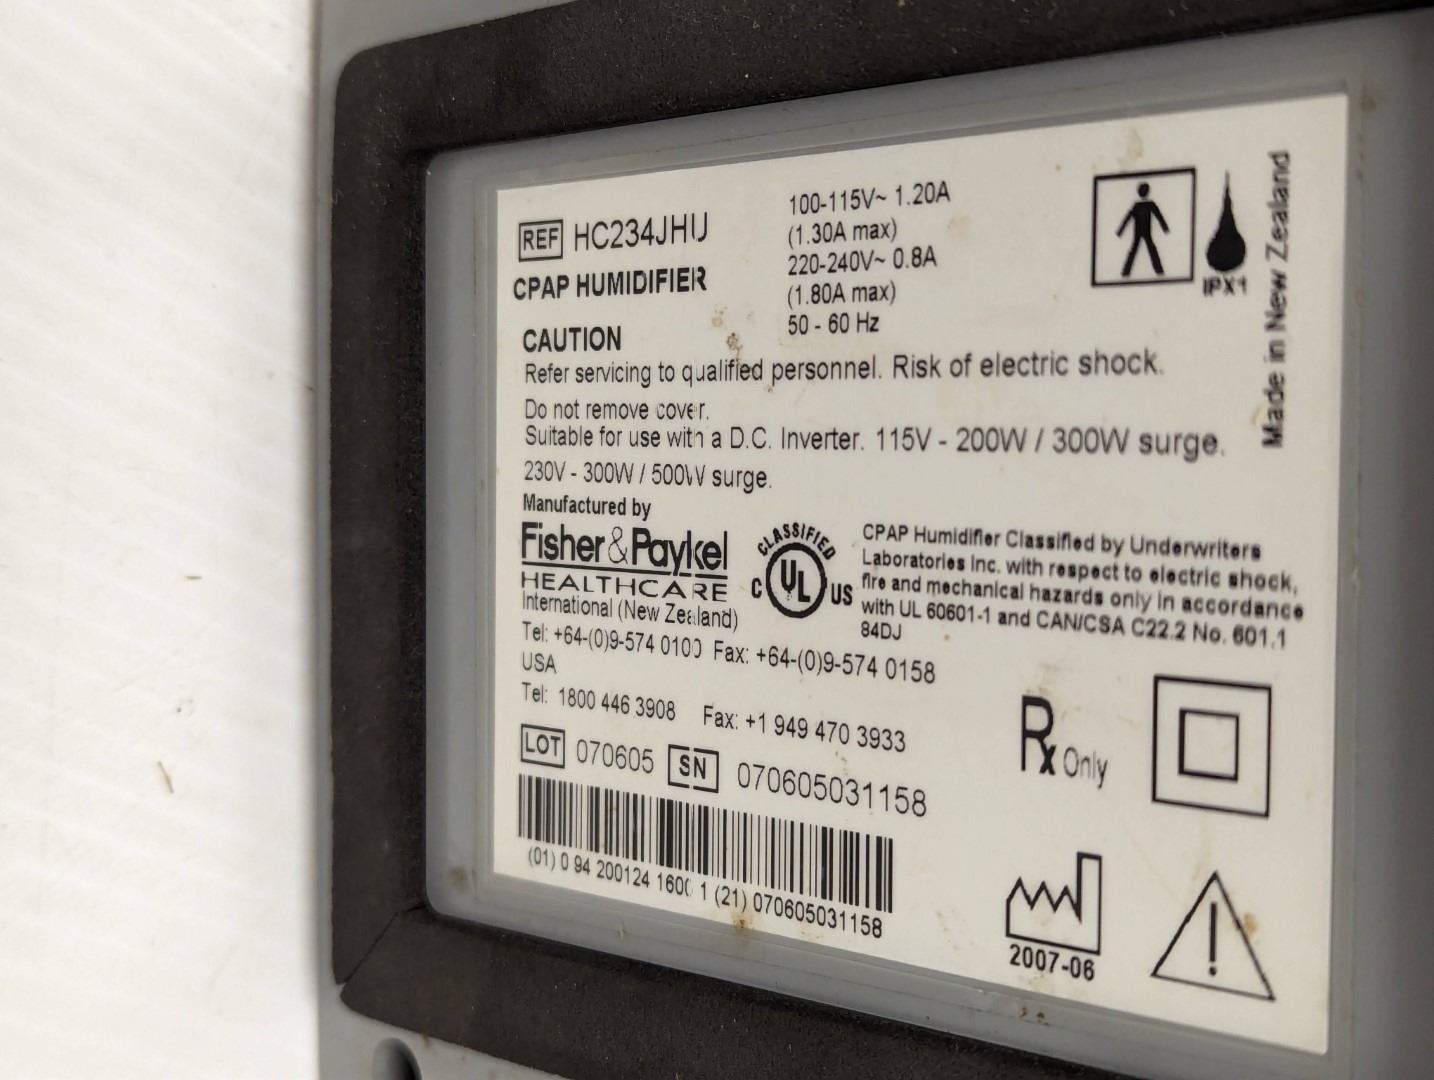 REF HC234JHU
CPAP HUMIDIFIER
100-115V~ 1.20A
(1.30A max)
220-240V~ 0.8A
(1.80A max)
50 - 60 Hz
IPX1
Made in New Zealand
CAUTION
Refer servicing to qualified personnel. Risk of electric shock.
Do not remove cover.
Suitable for use with a D.C. Inverter. 115V - 200W / 300W surge.
230V - 300W / 500W surge.
Manufactured by
Fisher & Paykel
HEALTHCARE
International (New Zealand)
Tel: +64-(0)9-574 0100 Fax: +64-(0)9-574 0158
USA
Tel: 1800 446 3908 Fax: +1 949 470 3933
CLASSIFIED
C UL US
CPAP Humidifier Classified by Underwriters
Laboratories Inc. with respect to electric shock,
fire and mechanical hazards only in accordance
with UL 60601-1 and CAN/CSA C22.2 No. 601.1
84DJ
Rx Only
LOT 070605 SN 070605031158
(01) 0 94 200124 1600 1 (21) 070605031158
2007-06